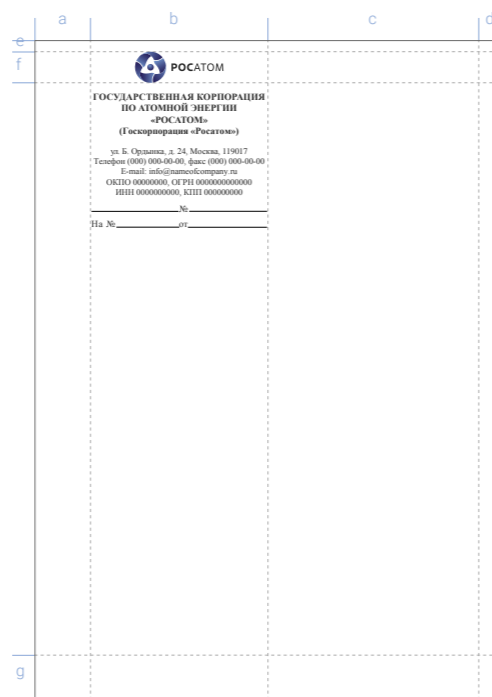 a b c d
e
f
РОСАТОМ
ГОСУДАРСТВЕННАЯ КОРПОРАЦИЯ
ПО АТОМНОЙ ЭНЕРГИИ
«РОСАТОМ»
(Госкорпорация «Росатом»)
ул. Б. Ордынка, д. 24, Москва, 119017
Телефон (000) 000-00-00, факс (000) 000-00-00
E-mail: info@nameofcompany.ru
ОКПО 00000000, ОГРН 0000000000000
ИНН 0000000000, КПП 000000000
№
На № от
g